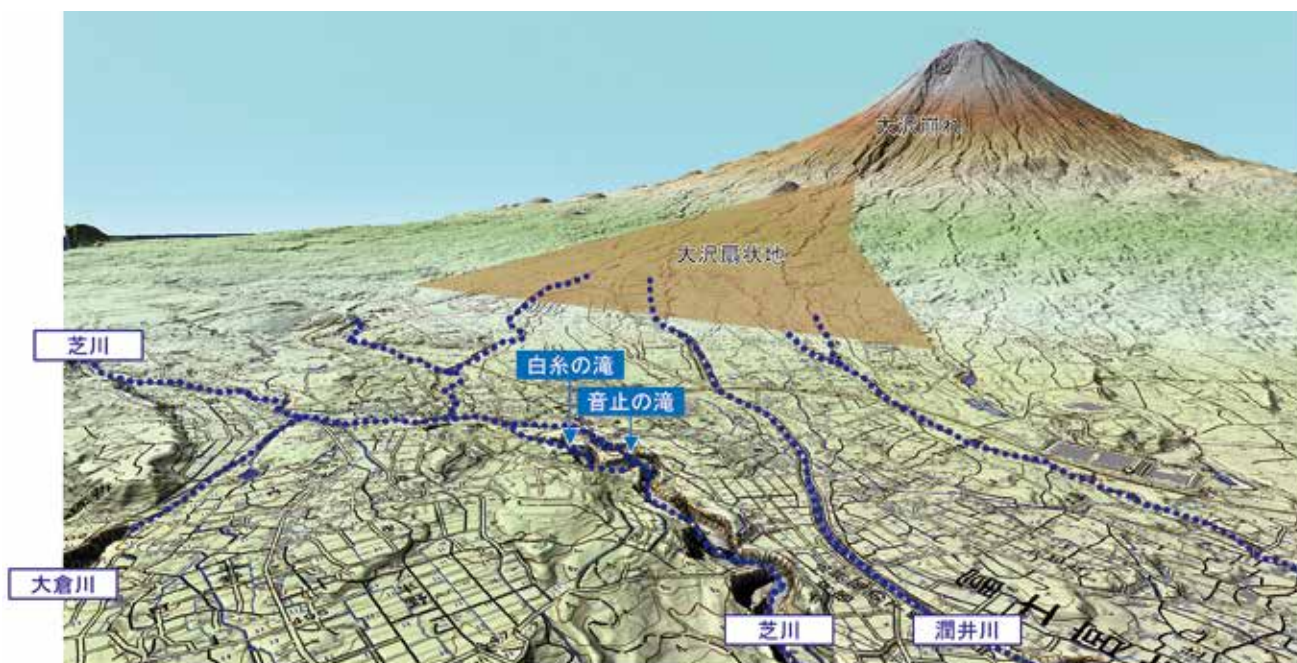 大沢崩れ
大沢扇状地
芝川
白糸の滝
音止の滝
大倉川
芝川
潤井川